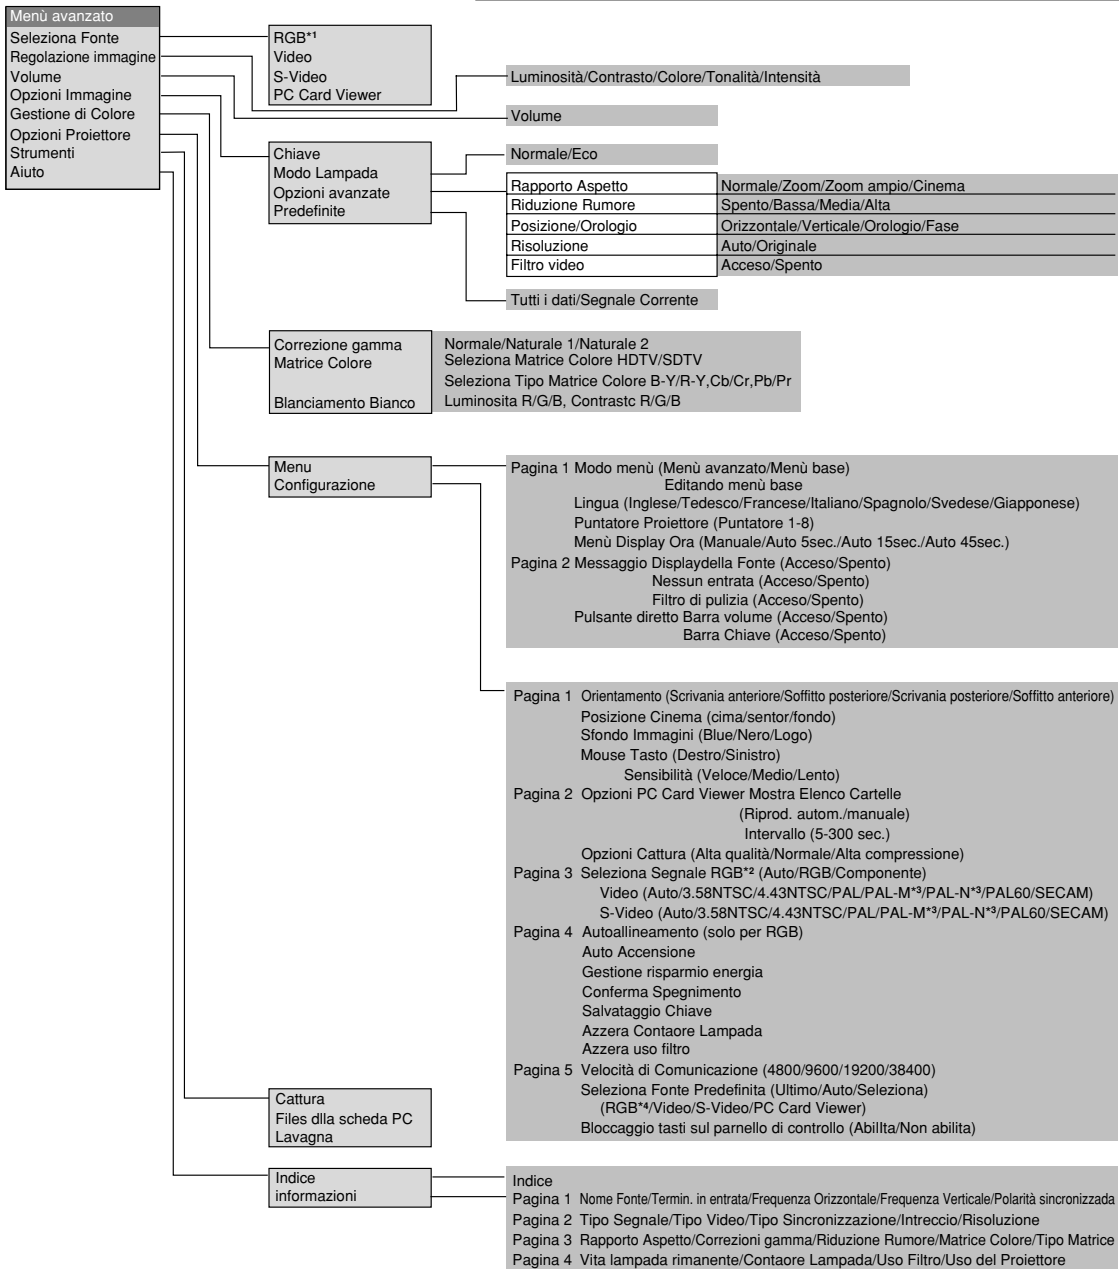 Menù avanzato
Seleziona Fonte
Regolazione immagine
Volume
Opzioni Immagine
Gestione di Colore
Opzioni Proiettore
Strumenti
Aiuto
RGB*1
Video
S-Video
PC Card Viewer
Luminosità/Contrasto/Colore/Tonalità/Intensità
Volume
Chiave
Modo Lampada
Opzioni avanzate
Predefinite
Normale/Eco
Rapporto Aspetto Normale/Zoom/Zoom ampio/Cinema
Riduzione Rumore Spento/Bassa/Media/Alta
Posizione/Orologio Orizzontale/Verticale/Orologio/Fase
Risoluzione Auto/Originale
Filtro video Acceso/Spento
Tutti i dati/Segnale Corrente
Correzione gamma Normale/Naturale 1/Naturale 2
Matrice Colore Seleziona Matrice Colore HDTV/SDTV
Seleziona Tipo Matrice Colore B-Y/R-Y,Cb/Cr,Pb/Pr
Blanciamento Bianco Luminosita R/G/B, Contrastc R/G/B
Menu
Configurazione
Pagina 1 Modo menù (Menù avanzato/Menù base)
Editando menù base
Lingua (Inglese/Tedesco/Francese/Italiano/Spagnolo/Svedese/Giapponese)
Puntatore Proiettore (Puntatore 1-8)
Menù Display Ora (Manuale/Auto 5sec./Auto 15sec./Auto 45sec.)
Pagina 2 Messaggio Displaydella Fonte (Acceso/Spento)
Nessun entrata (Acceso/Spento)
Filtro di pulizia (Acceso/Spento)
Pulsante diretto Barra volume (Acceso/Spento)
Barra Chiave (Acceso/Spento)
Pagina 1 Orientamento (Scrivania anteriore/Soffitto posteriore/Scrivania posteriore/Soffitto anteriore)
Posizione Cinema (cima/sentor/fondo)
Sfondo Immagini (Blue/Nero/Logo)
Mouse Tasto (Destro/Sinistro)
Sensibilità (Veloce/Medio/Lento)
Pagina 2 Opzioni PC Card Viewer Mostra Elenco Cartelle
(Riprod. autom./manuale)
Intervallo (5-300 sec.)
Opzioni Cattura (Alta qualità/Normale/Alta compressione)
Pagina 3 Seleziona Segnale RGB*2 (Auto/RGB/Componente)
Video (Auto/3.58NTSC/4.43NTSC/PAL/PAL-M*3/PAL-N*3/PAL60/SECAM)
S-Video (Auto/3.58NTSC/4.43NTSC/PAL/PAL-M*3/PAL-N*3/PAL60/SECAM)
Pagina 4 Autoallineamento (solo per RGB)
Auto Accensione
Gestione risparmio energia
Conferma Spegnimento
Salvataggio Chiave
Azzera Contaore Lampada
Azzera uso filtro
Pagina 5 Velocità di Comunicazione (4800/9600/19200/38400)
Seleziona Fonte Predefinita (Ultimo/Auto/Seleziona)
(RGB*4/Video/S-Video/PC Card Viewer)
Bloccaggio tasti sul parnello di controllo (AbilIta/Non abilita)
Cattura
Files dlla scheda PC
Lavagna
Indice
informazioni
Indice
Pagina 1 Nome Fonte/Termin. in entrata/Frequenza Orizzontale/Frequenza Verticale/Polarità sincronizzada
Pagina 2 Tipo Segnale/Tipo Video/Tipo Sincronizzazione/Intreccio/Risoluzione
Pagina 3 Rapporto Aspetto/Correzioni gamma/Riduzione Rumore/Matrice Colore/Tipo Matrice
Pagina 4 Vita lampada rimanente/Contaore Lampada/Uso Filtro/Uso del Proiettore